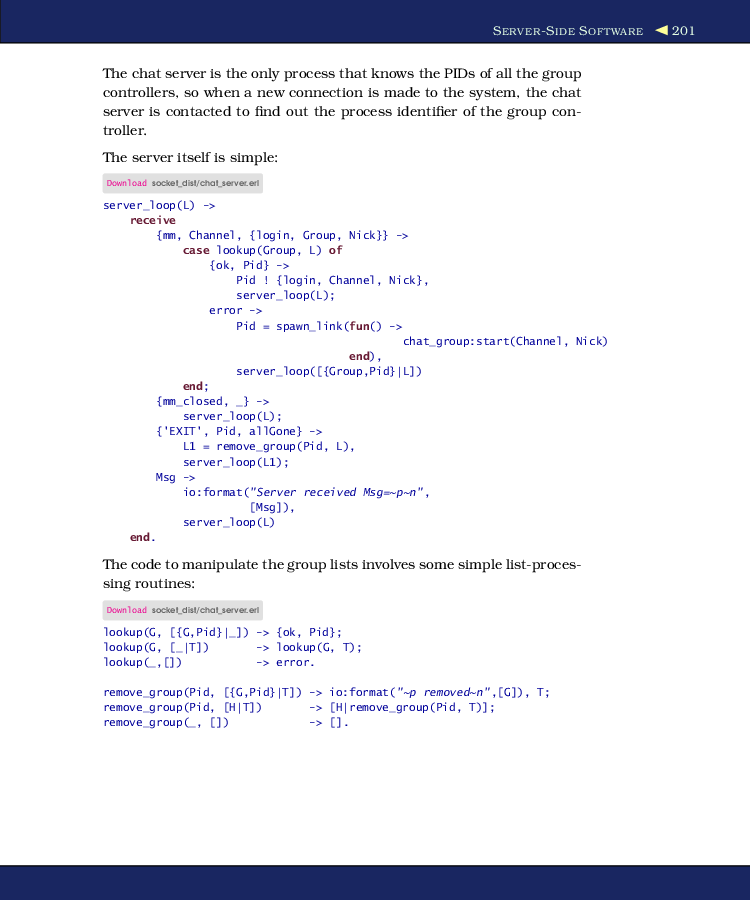 SERVER-SIDE SOFTWARE ◀ 201
The chat server is the only process that knows the PIDs of all the group
controllers, so when a new connection is made to the system, the chat
server is contacted to find out the process identifier of the group con-
troller.
The server itself is simple:
Download socket_dist/chat_server.erl
server_loop(L) ->
    receive
        {mm, Channel, {login, Group, Nick}} ->
            case lookup(Group, L) of
                {ok, Pid} ->
                    Pid ! {login, Channel, Nick},
                    server_loop(L);
                error ->
                    Pid = spawn_link(fun() ->
                                             chat_group:start(Channel, Nick)
                                     end),
                    server_loop([{Group,Pid}|L])
            end;
        {mm_closed, _} ->
            server_loop(L);
        {'EXIT', Pid, allGone} ->
            L1 = remove_group(Pid, L),
            server_loop(L1);
        Msg ->
            io:format("Server received Msg=~p~n",
                      [Msg]),
            server_loop(L)
    end.
The code to manipulate the group lists involves some simple list-proces-
sing routines:
Download socket_dist/chat_server.erl
lookup(G, [{G,Pid}|_]) -> {ok, Pid};
lookup(G, [_|T])       -> lookup(G, T);
lookup(_,[])           -> error.
remove_group(Pid, [{G,Pid}|T]) -> io:format("~p removed~n",[G]), T;
remove_group(Pid, [H|T])       -> [H|remove_group(Pid, T)];
remove_group(_, [])            -> [].